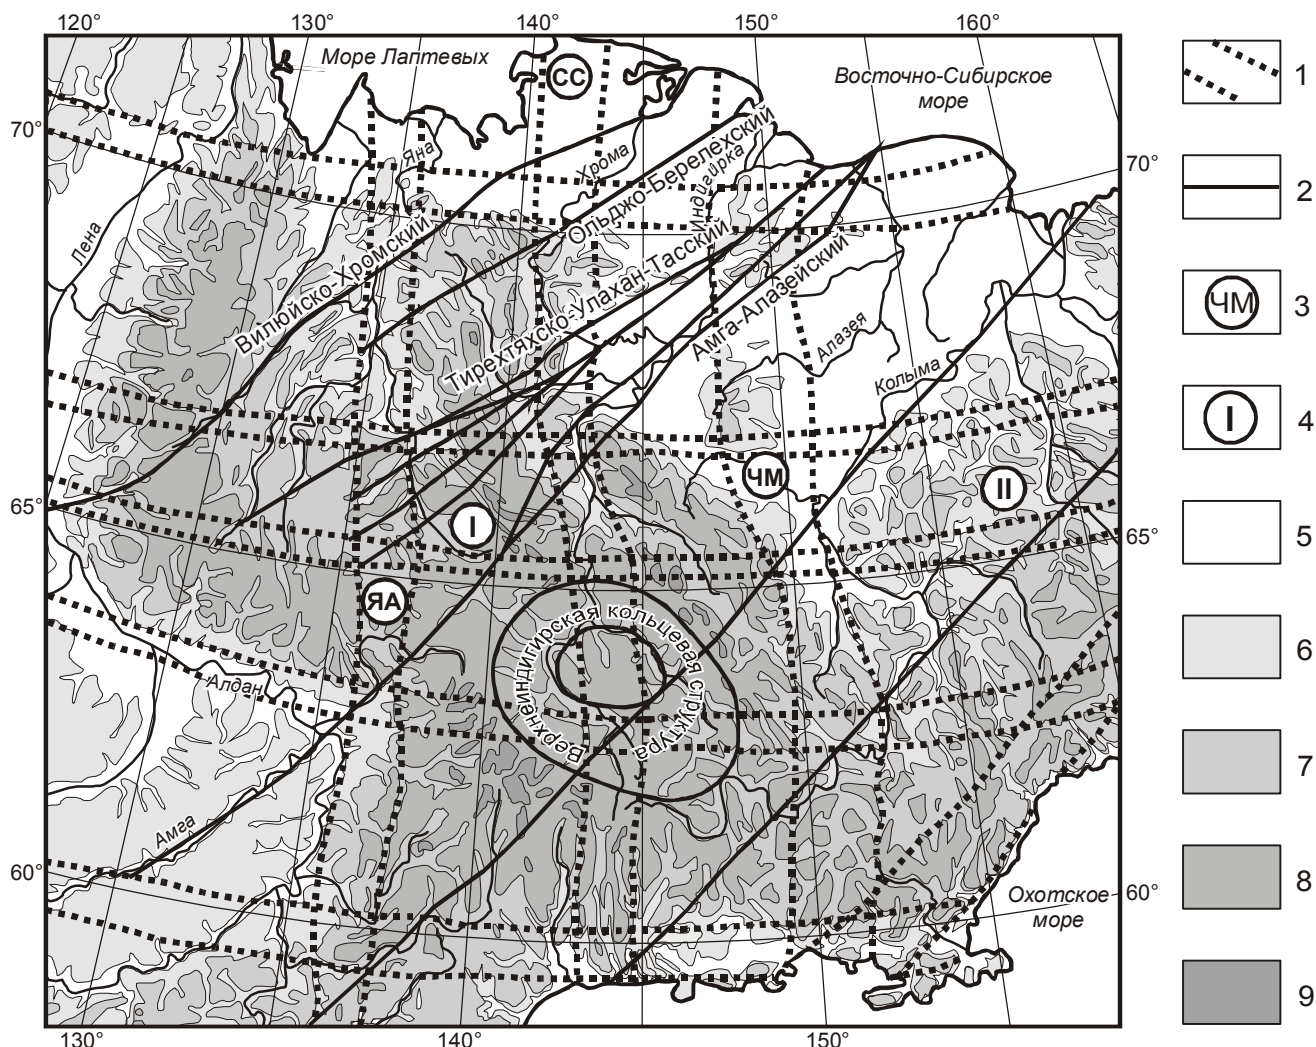 120°
130°
140°
150°
160°
Море Лаптевых
СС
Восточно-Сибирское
море
1
70°
70°
Яна
Хрома
Индигирка
Ольджо-Берелехский
2
Лена
Вилюйско-Хромский
Тирехтяхско-Улахан-Тасский
Амга-Алазейский
ЧМ
3
Алазея
Колыма
I
4
65°
I
ЧМ
II
65°
5
ЯА
Верхнеиндигирская кольцевая структура
6
Алдан
7
Амга
60°
8
Охотское
море
60°
9
130°
140°
150°